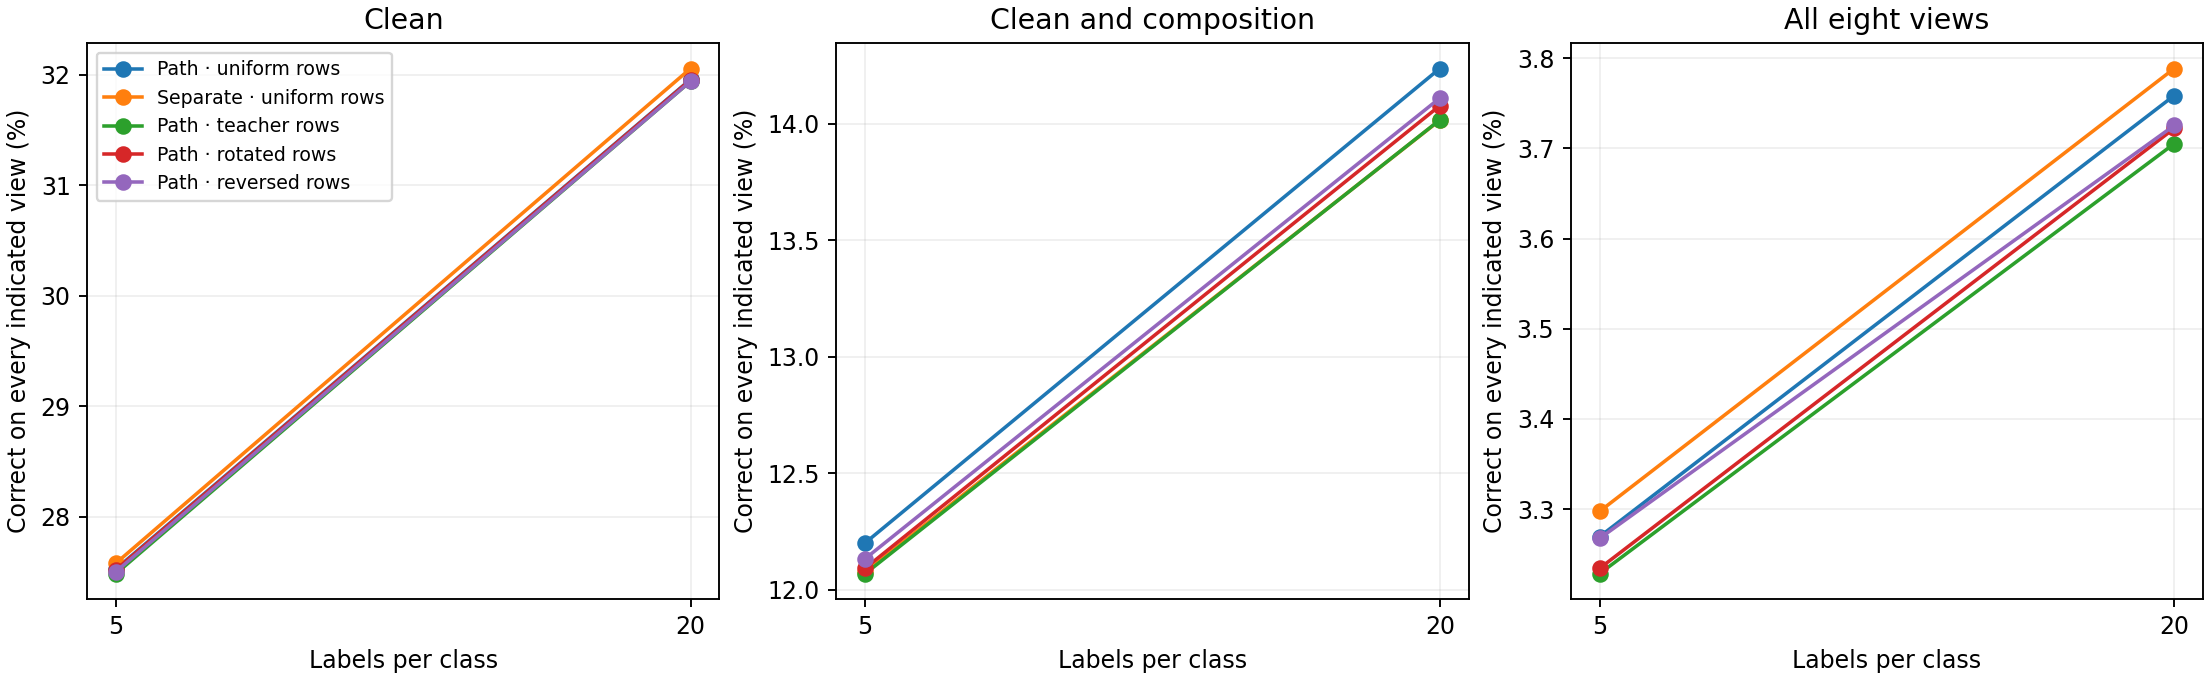 Clean
Correct on every indicated view (%)
32
31
30
29
28
Path · uniform rows
Separate · uniform rows
Path · teacher rows
Path · rotated rows
Path · reversed rows
5
20
Labels per class
Clean and composition
Correct on every indicated view (%)
14.0
13.5
13.0
12.5
12.0
5
20
Labels per class
All eight views
Correct on every indicated view (%)
3.8
3.7
3.6
3.5
3.4
3.3
5
20
Labels per class